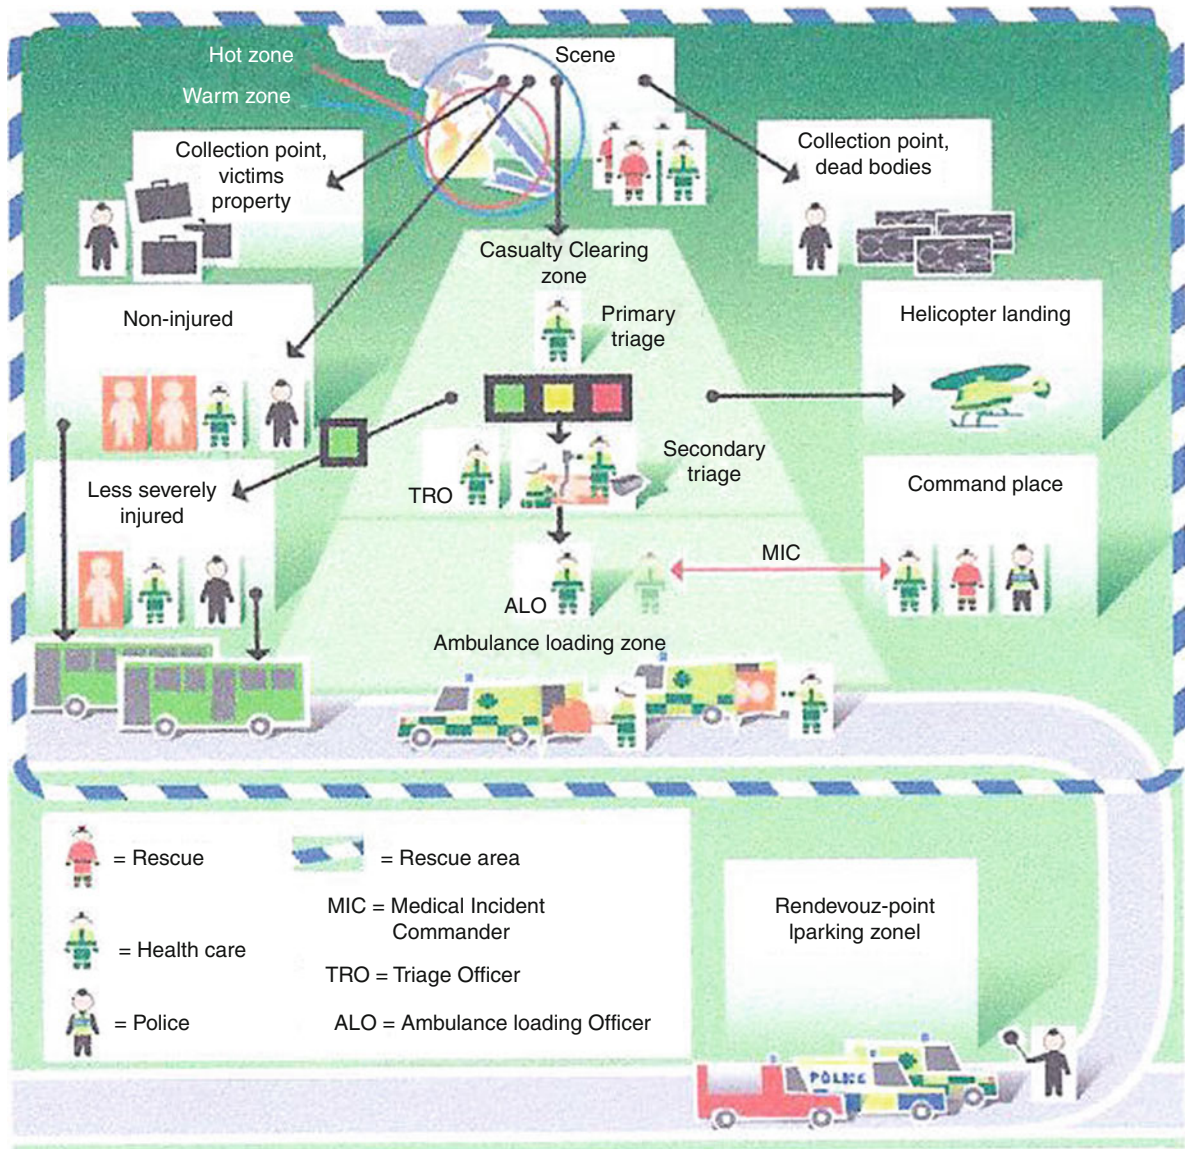 Hot zone
Scene
Warm zone
Collection point,
victims
property
Collection point,
dead bodies
Casualty Clearing
zone
Non-injured
Primary
triage
Helicopter landing
Less severely
injured
TRO
Secondary
triage
Command place
MIC
ALO
Ambulance loading zone
= Rescue
= Rescue area
MIC = Medical Incident
Commander
= Health care
TRO = Triage Officer
= Police
ALO = Ambulance loading Officer
Rendevouz-point
lparking zonel
POLICE